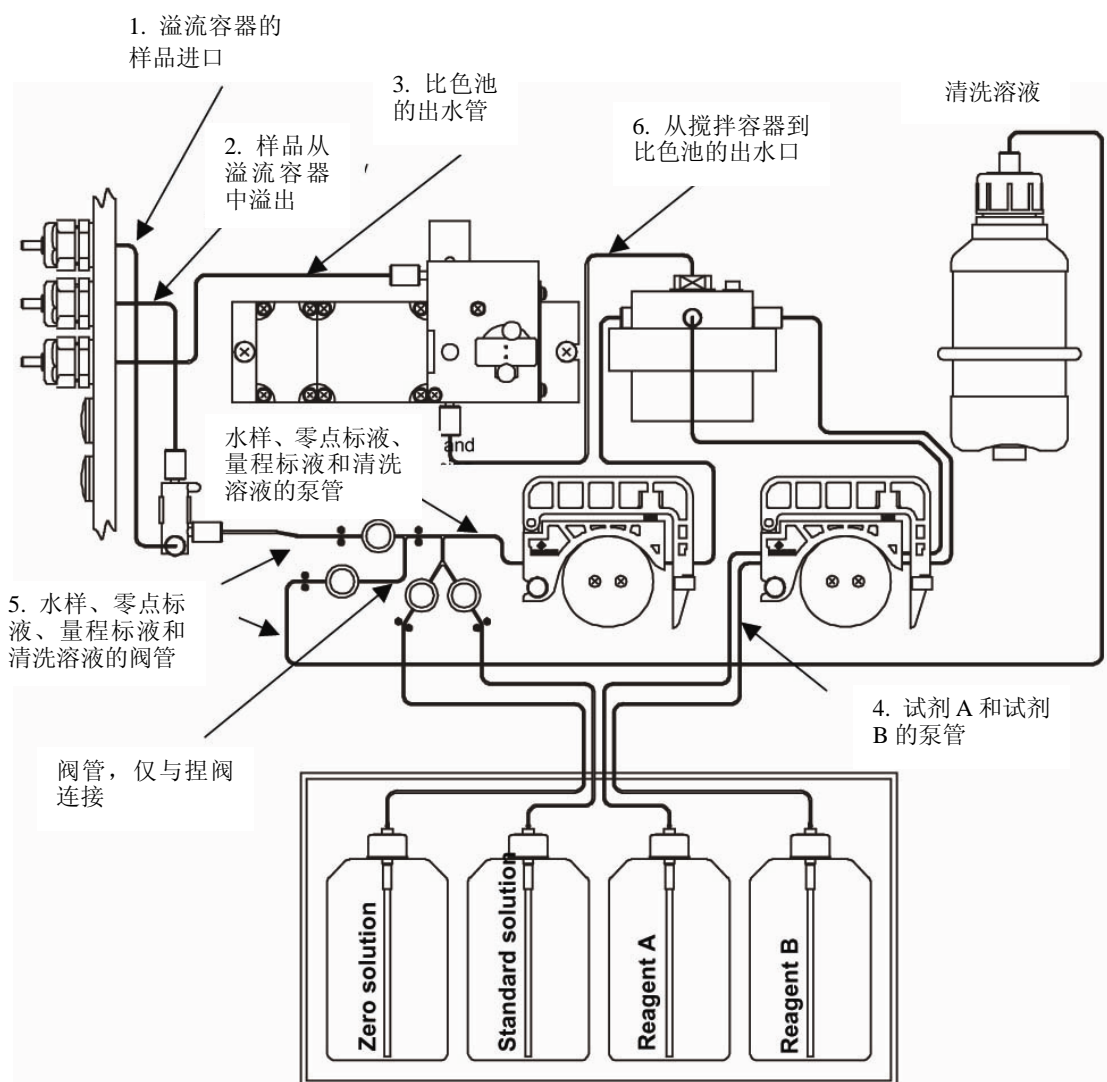 1. 溢流容器的
样品进口
2. 样品从
溢流容器
中溢出
3. 比色池
的出水管
6. 从搅拌容器到
比色池的出水口
清洗溶液
水样、零点标液、
量程标液和清洗
溶液的泵管
and
5. 水样、零点标
液、量程标液和
清洗溶液的阀管
阀管，仅与捏阀
连接
4. 试剂 A 和试剂
B 的泵管
Zero solution
Standard solution
Reagent A
Reagent B